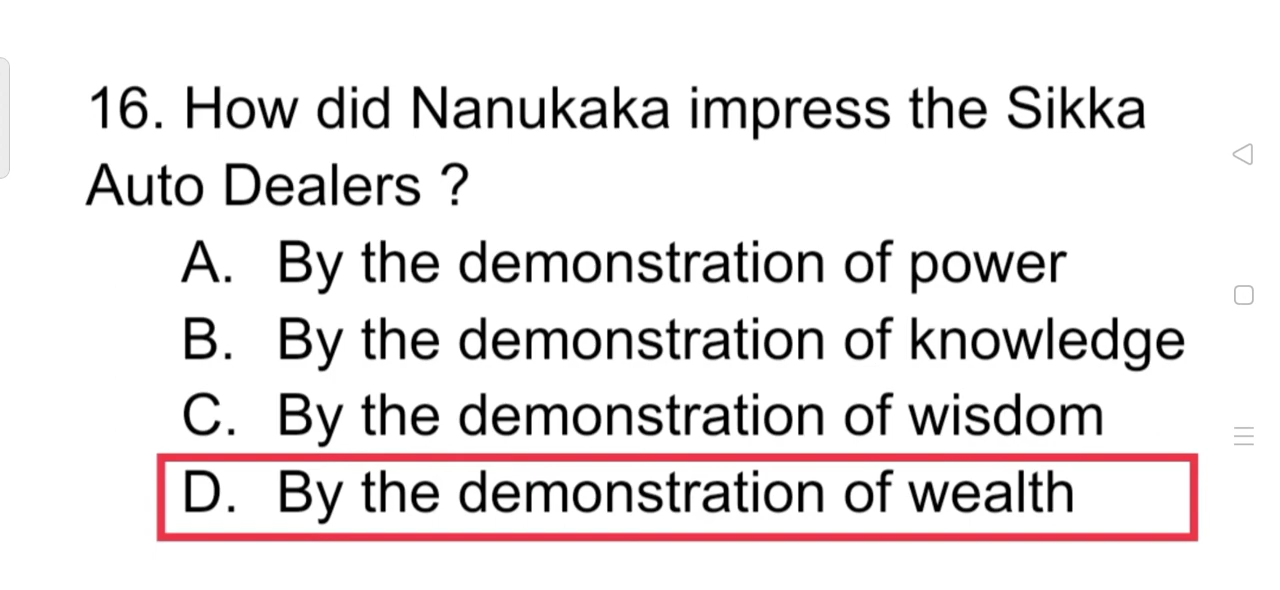 16. How did Nanukaka impress the Sikka
Auto Dealers ?
A. By the demonstration of power
B. By the demonstration of knowledge
C. By the demonstration of wisdom
D. By the demonstration of wealth